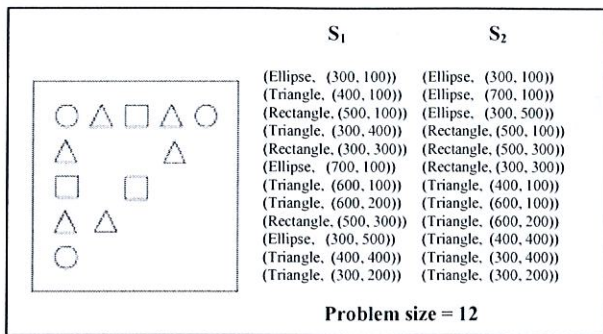 S1 S2
(Ellipse, (300, 100)) (Ellipse, (300, 100))
(Triangle, (400, 100)) (Ellipse, (700, 100))
(Rectangle, (500, 100)) (Ellipse, (300, 500))
(Triangle, (300, 400)) (Rectangle, (500, 100))
(Rectangle, (300, 300)) (Rectangle, (500, 300))
(Ellipse, (700, 100)) (Rectangle, (300, 300))
(Triangle, (600, 100)) (Triangle, (400, 100))
(Triangle, (600, 200)) (Triangle, (600, 100))
(Rectangle, (500, 300)) (Triangle, (600, 200))
(Ellipse, (300, 500)) (Triangle, (400, 400))
(Triangle, (400, 400)) (Triangle, (300, 400))
(Triangle, (300, 200)) (Triangle, (300, 200))
Problem size = 12